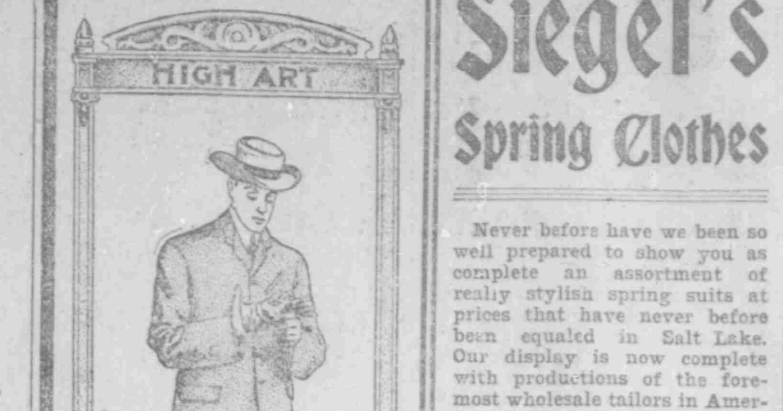 HIGH ART
Siegel's
Spring Clothes
Never before have we been so
well prepared to show you as
complete an assortment of
really stylish spring suits at
prices that have never before
been equaled in Salt Lake.
Our display is now complete
with productions of the fore-
most wholesale tailors in Amer-